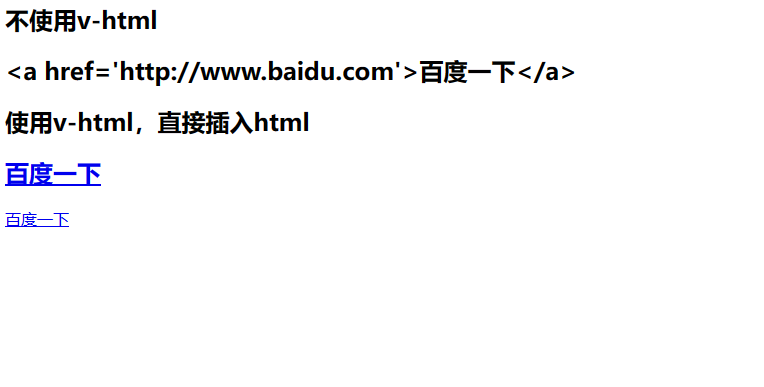 不使用v-html
<a href='http://www.baidu.com'>百度一下</a>
使用v-html，直接插入html
百度一下
百度一下